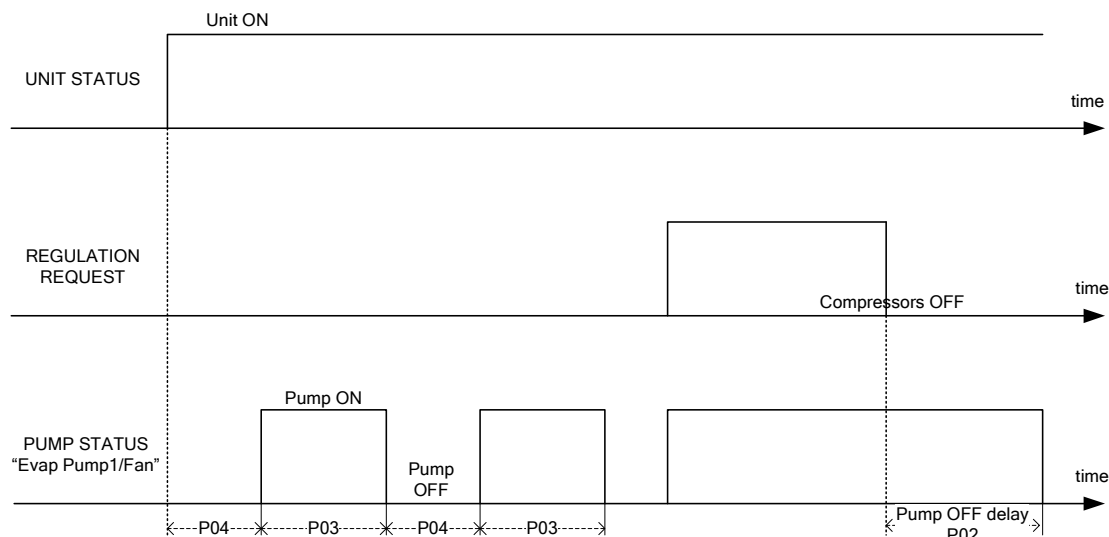 Unit ON
UNIT STATUS
time
REGULATION
REQUEST
Compressors OFF
time
Pump ON
PUMP STATUS
“Evap Pump1/Fan”
Pump
OFF
time
P04
P03
P04
P03
Pump OFF delay
P02